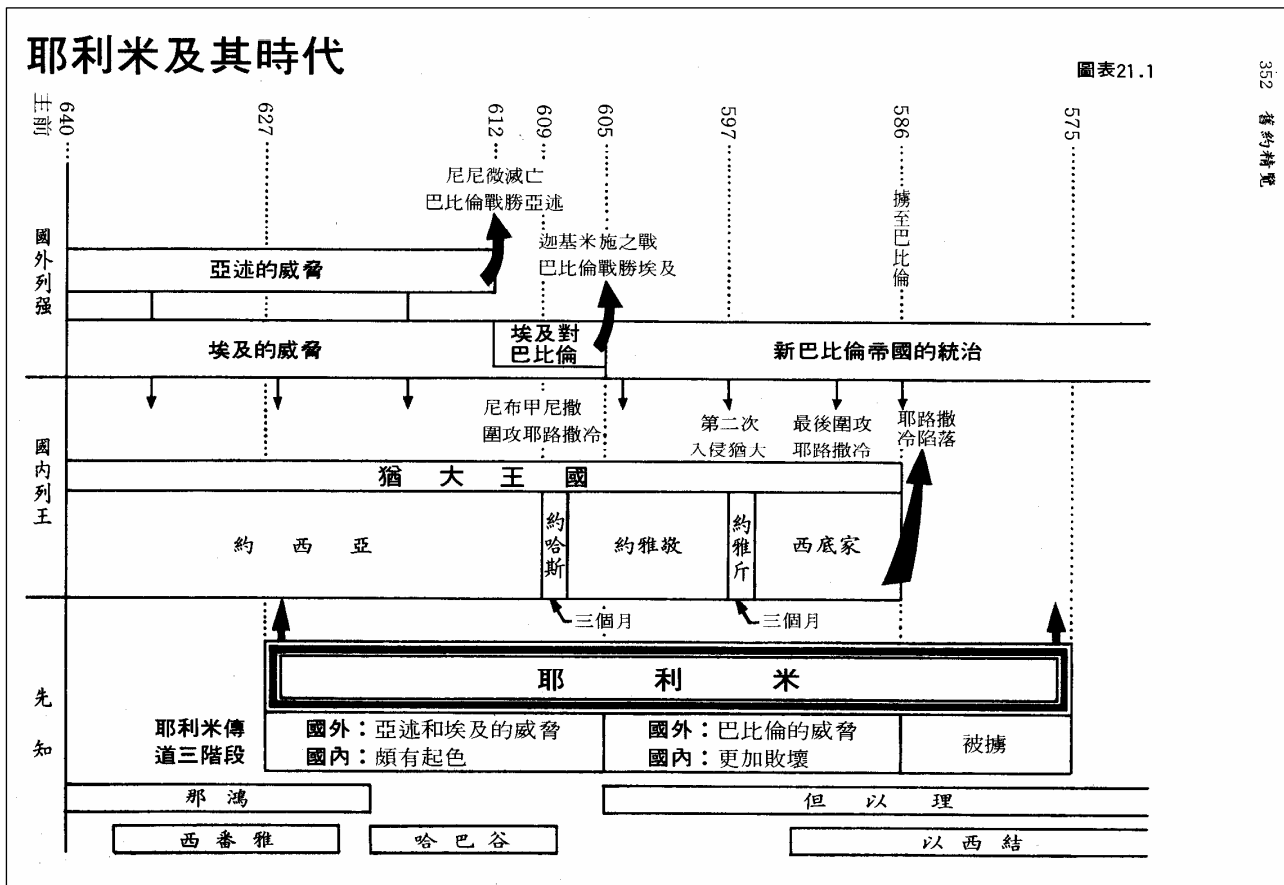 耶利米及其時代
圖表21.1
352 舊約精覽
主前
640
627
612
609
605
597
586
575
尼尼微滅亡
巴比倫戰勝亞述
迦基米施之戰
巴比倫戰勝埃及
擄至巴比倫
國外列强
亞述的威脅
埃及的威脅
埃及對
巴比倫
新巴比倫帝國的統治
尼布甲尼撒
圍攻耶路撒冷
第二次
入侵猶大
最後圍攻
耶路撒冷
耶路撒
冷陷落
國内列王
猶大王國
約西亞
約哈斯
約雅敬
約雅斤
西底家
三個月
三個月
先知
耶利米
耶利米傳
道三階段
國外：亞述和埃及的威脅
國內：頗有起色
國外：巴比倫的威脅
國內：更加敗壞
被擄
那鴻
但以理
西番雅
哈巴谷
以西結